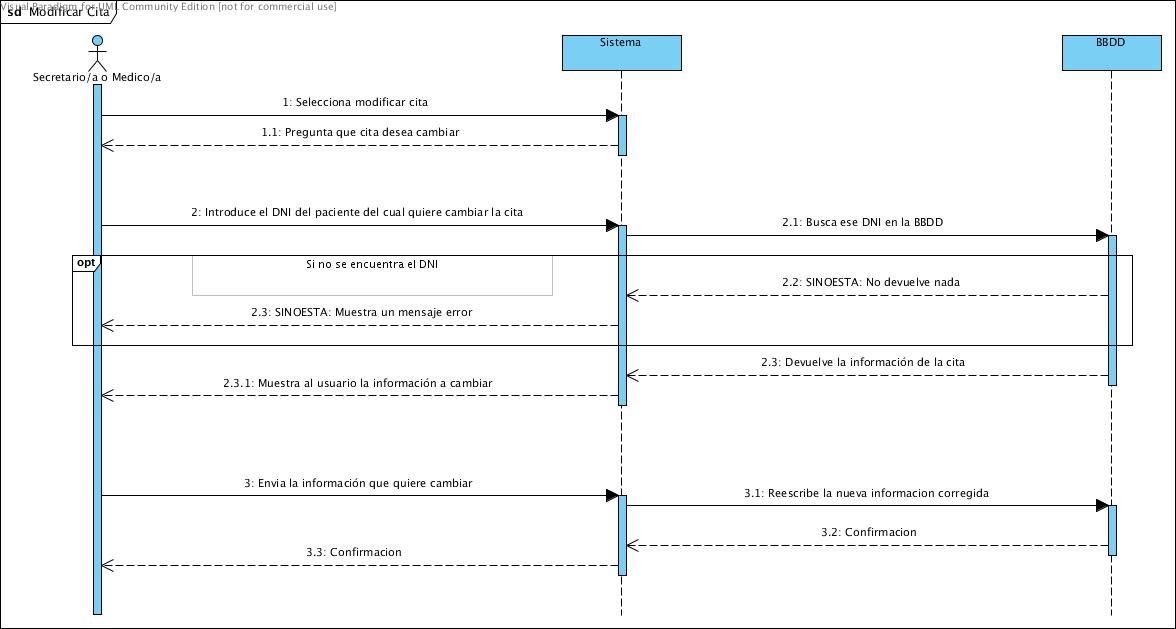 Visual Paradigm for UML Community Edition [not for commercial use]
sd Modificar Cita
Sistema
BBDD
Secretario/a o Medico/a
1: Selecciona modificar cita
1.1: Pregunta que cita desea cambiar
2: Introduce el DNI del paciente del cual quiere cambiar la cita
2.1: Busca ese DNI en la BBDD
opt
Si no se encuentra el DNI
2.2: SINOESTA: No devuelve nada
2.3: SINOESTA: Muestra un mensaje error
2.3: Devuelve la información de la cita
2.3.1: Muestra al usuario la información a cambiar
3: Envia la información que quiere cambiar
3.1: Reescribe la nueva informacion corregida
3.2: Confirmacion
3.3: Confirmacion